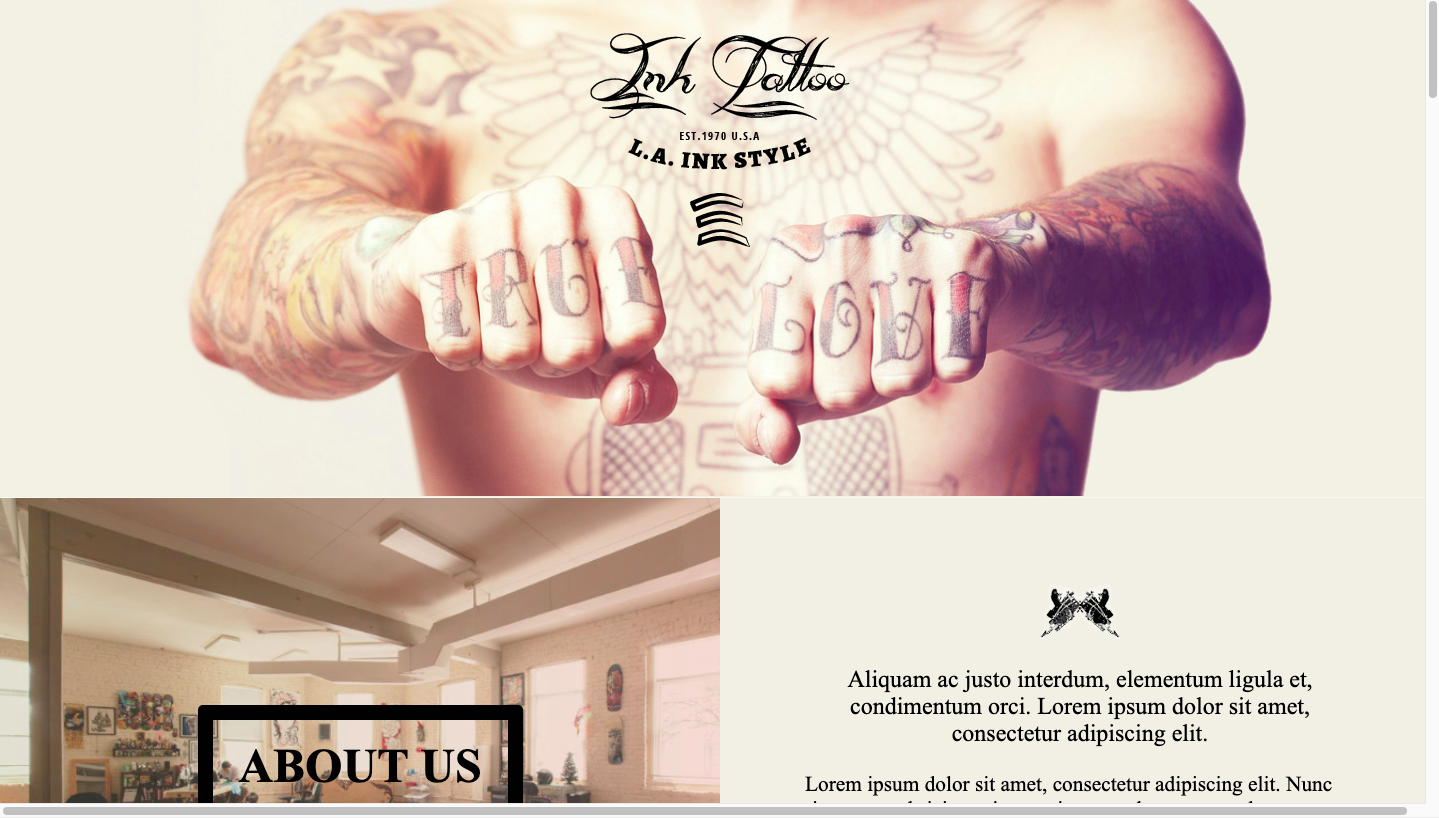 Ink Tattoo
EST.1970 U.S.A
L.A. INK STYLE
TRUE LOVE
ABOUT US
Aliquam ac justo interdum, elementum ligula et,
condimentum orci. Lorem ipsum dolor sit amet,
consectetur adipiscing elit.
Lorem ipsum dolor sit amet, consectetur adipiscing elit. Nunc